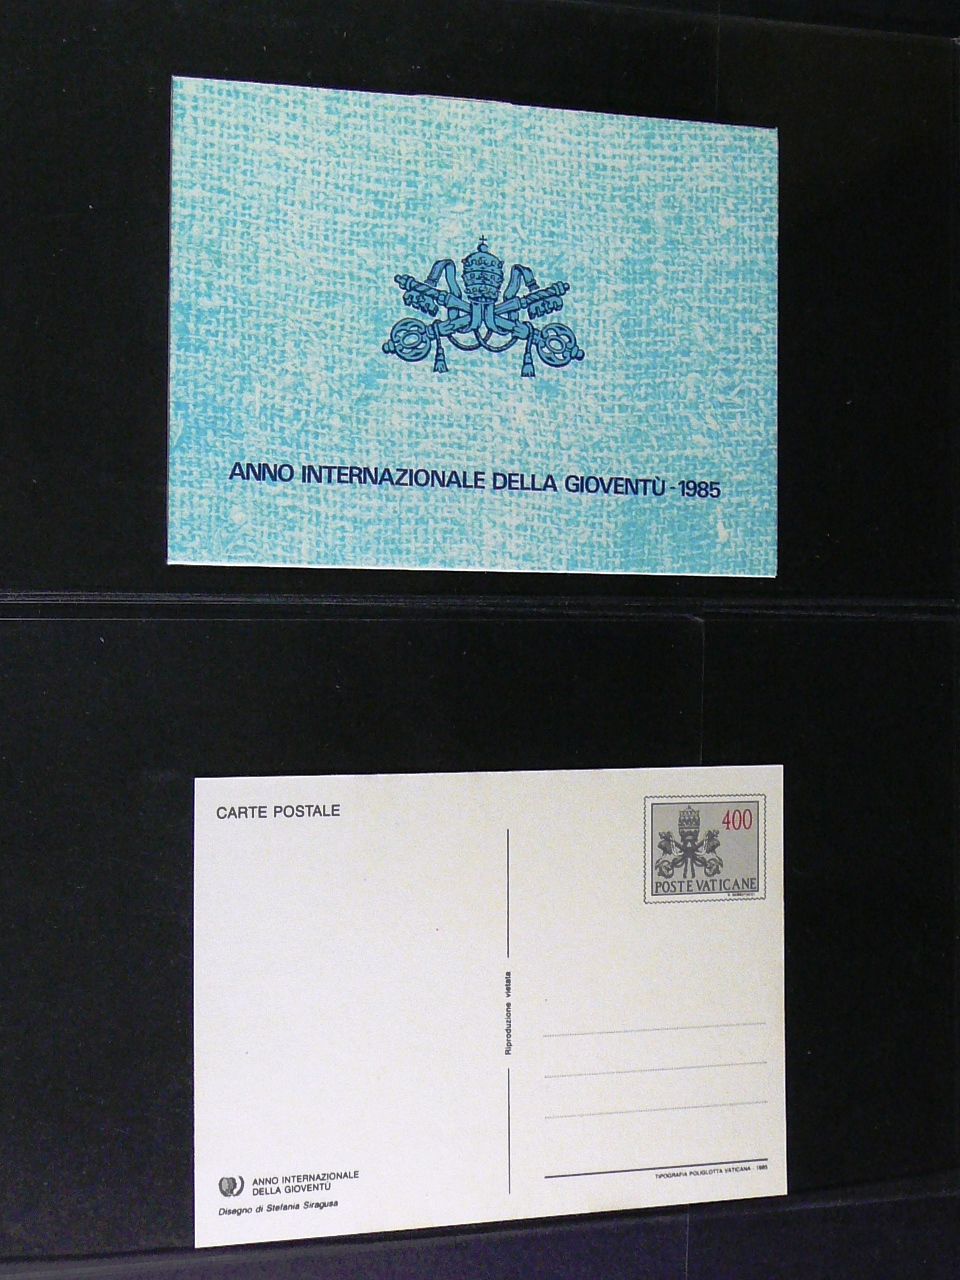 ANNO INTERNAZIONALE DELLA GIOVENTÙ - 1985
CARTE POSTALE
400
POSTE VATICANE
Riproduzione vietata
ANNO INTERNAZIONALE
DELLA GIOVENTÙ
Disegno di Stefania Siragusa
TIPOGRAFIA POLIGLOTTA VATICANA - 1985